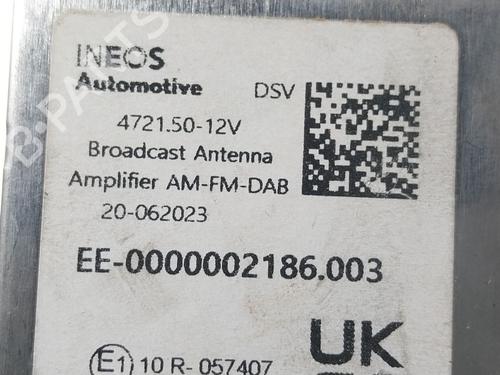 INEOS
Automotive DSV
4721.50-12V
Broadcast Antenna
Amplifier AM-FM-DAB
20-062023
EE-0000002186.003
UK
E1 10 R- 057407